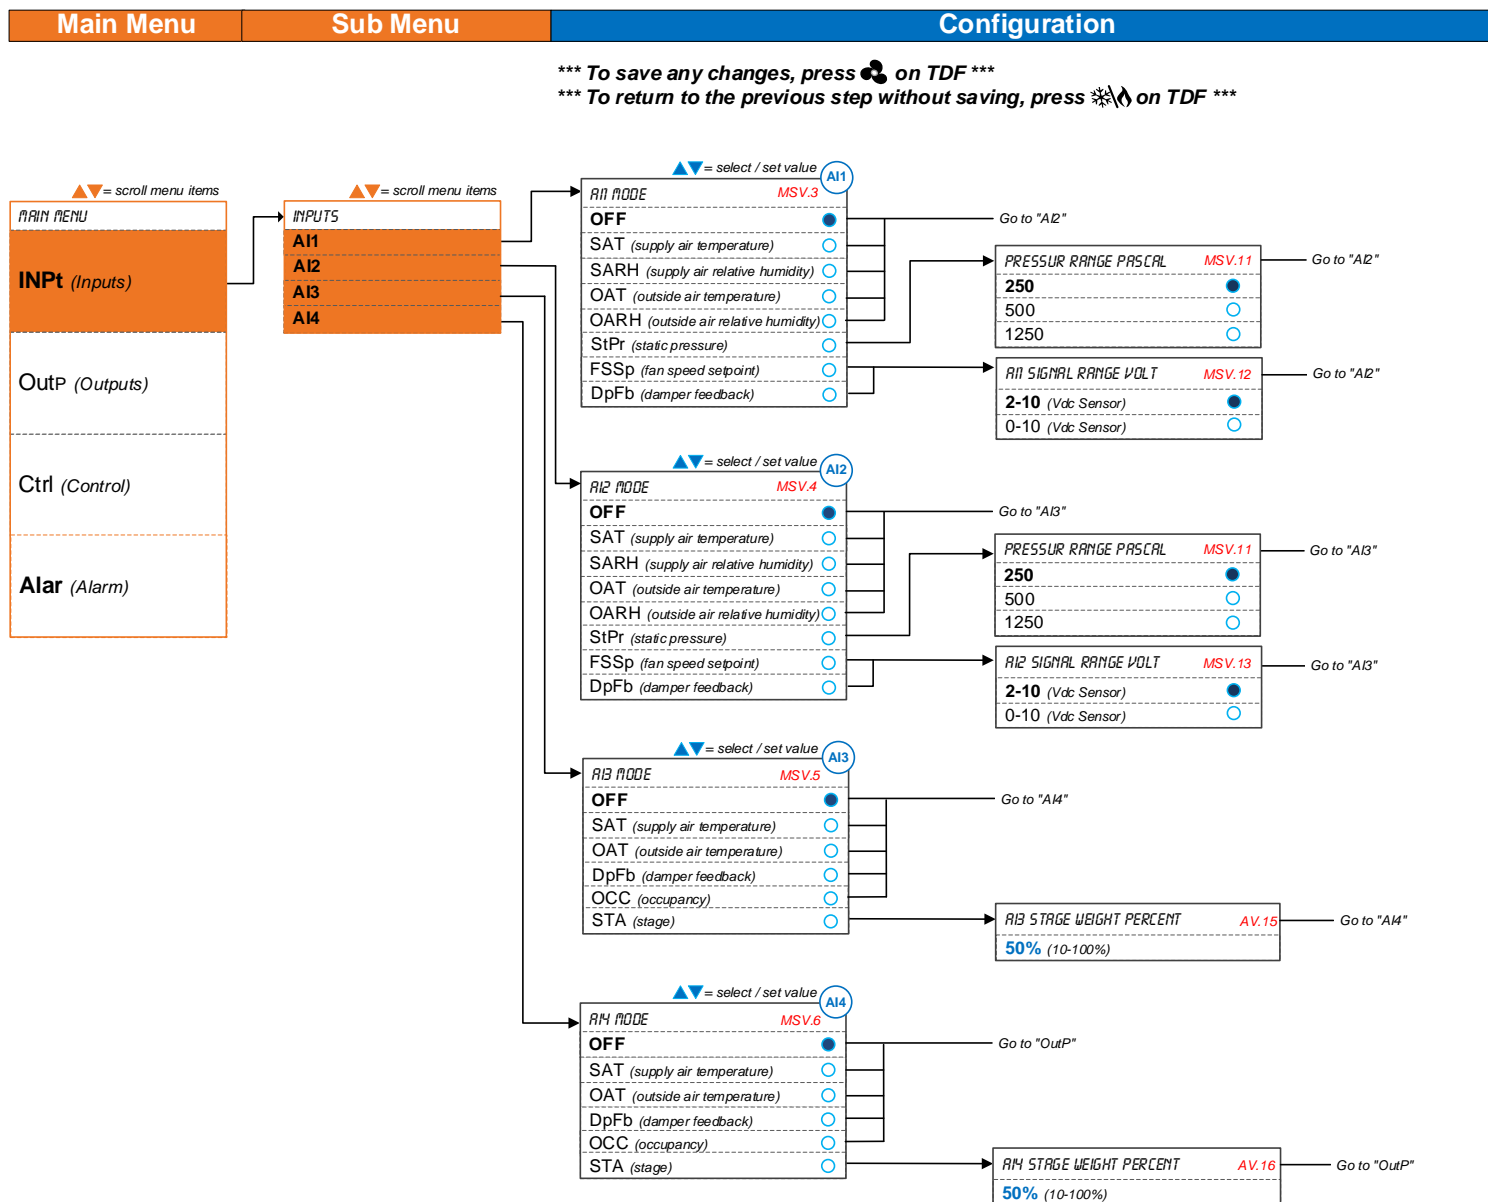 Main Menu
Sub Menu
Configuration
*** To save any changes, press on TDF ***
*** To return to the previous step without saving, press on TDF ***
= scroll menu items
MAIN MENU
INPt (Inputs)
OutP (Outputs)
Ctrl (Control)
Alar (Alarm)
= scroll menu items
INPUTS
AI1
AI2
AI3
AI4
= select / set value
AI1
AI1 MODE MSV.3
OFF
SAT (supply air temperature)
SARH (supply air relative humidity)
OAT (outside air temperature)
OARH (outside air relative humidity)
StPr (static pressure)
FSSp (fan speed setpoint)
DpFb (damper feedback)
Go to "AI2"
PRESSUR RANGE PASCAL MSV.11
250
500
1250
Go to "AI2"
AI1 SIGNAL RANGE VOLT MSV.12
2-10 (Vdc Sensor)
0-10 (Vdc Sensor)
Go to "AI2"
= select / set value
AI2
AI2 MODE MSV.4
OFF
SAT (supply air temperature)
SARH (supply air relative humidity)
OAT (outside air temperature)
OARH (outside air relative humidity)
StPr (static pressure)
FSSp (fan speed setpoint)
DpFb (damper feedback)
Go to "AI3"
PRESSUR RANGE PASCAL MSV.11
250
500
1250
Go to "AI3"
AI2 SIGNAL RANGE VOLT MSV.13
2-10 (Vdc Sensor)
0-10 (Vdc Sensor)
Go to "AI3"
= select / set value
AI3
AI3 MODE MSV.5
OFF
SAT (supply air temperature)
OAT (outside air temperature)
DpFb (damper feedback)
OCC (occupancy)
STA (stage)
Go to "AI4"
AI3 STAGE WEIGHT PERCENT AV.15
50% (10-100%)
Go to "AI4"
= select / set value
AI4
AI4 MODE MSV.6
OFF
SAT (supply air temperature)
OAT (outside air temperature)
DpFb (damper feedback)
OCC (occupancy)
STA (stage)
Go to "OutP"
AI4 STAGE WEIGHT PERCENT AV.16
50% (10-100%)
Go to "OutP"